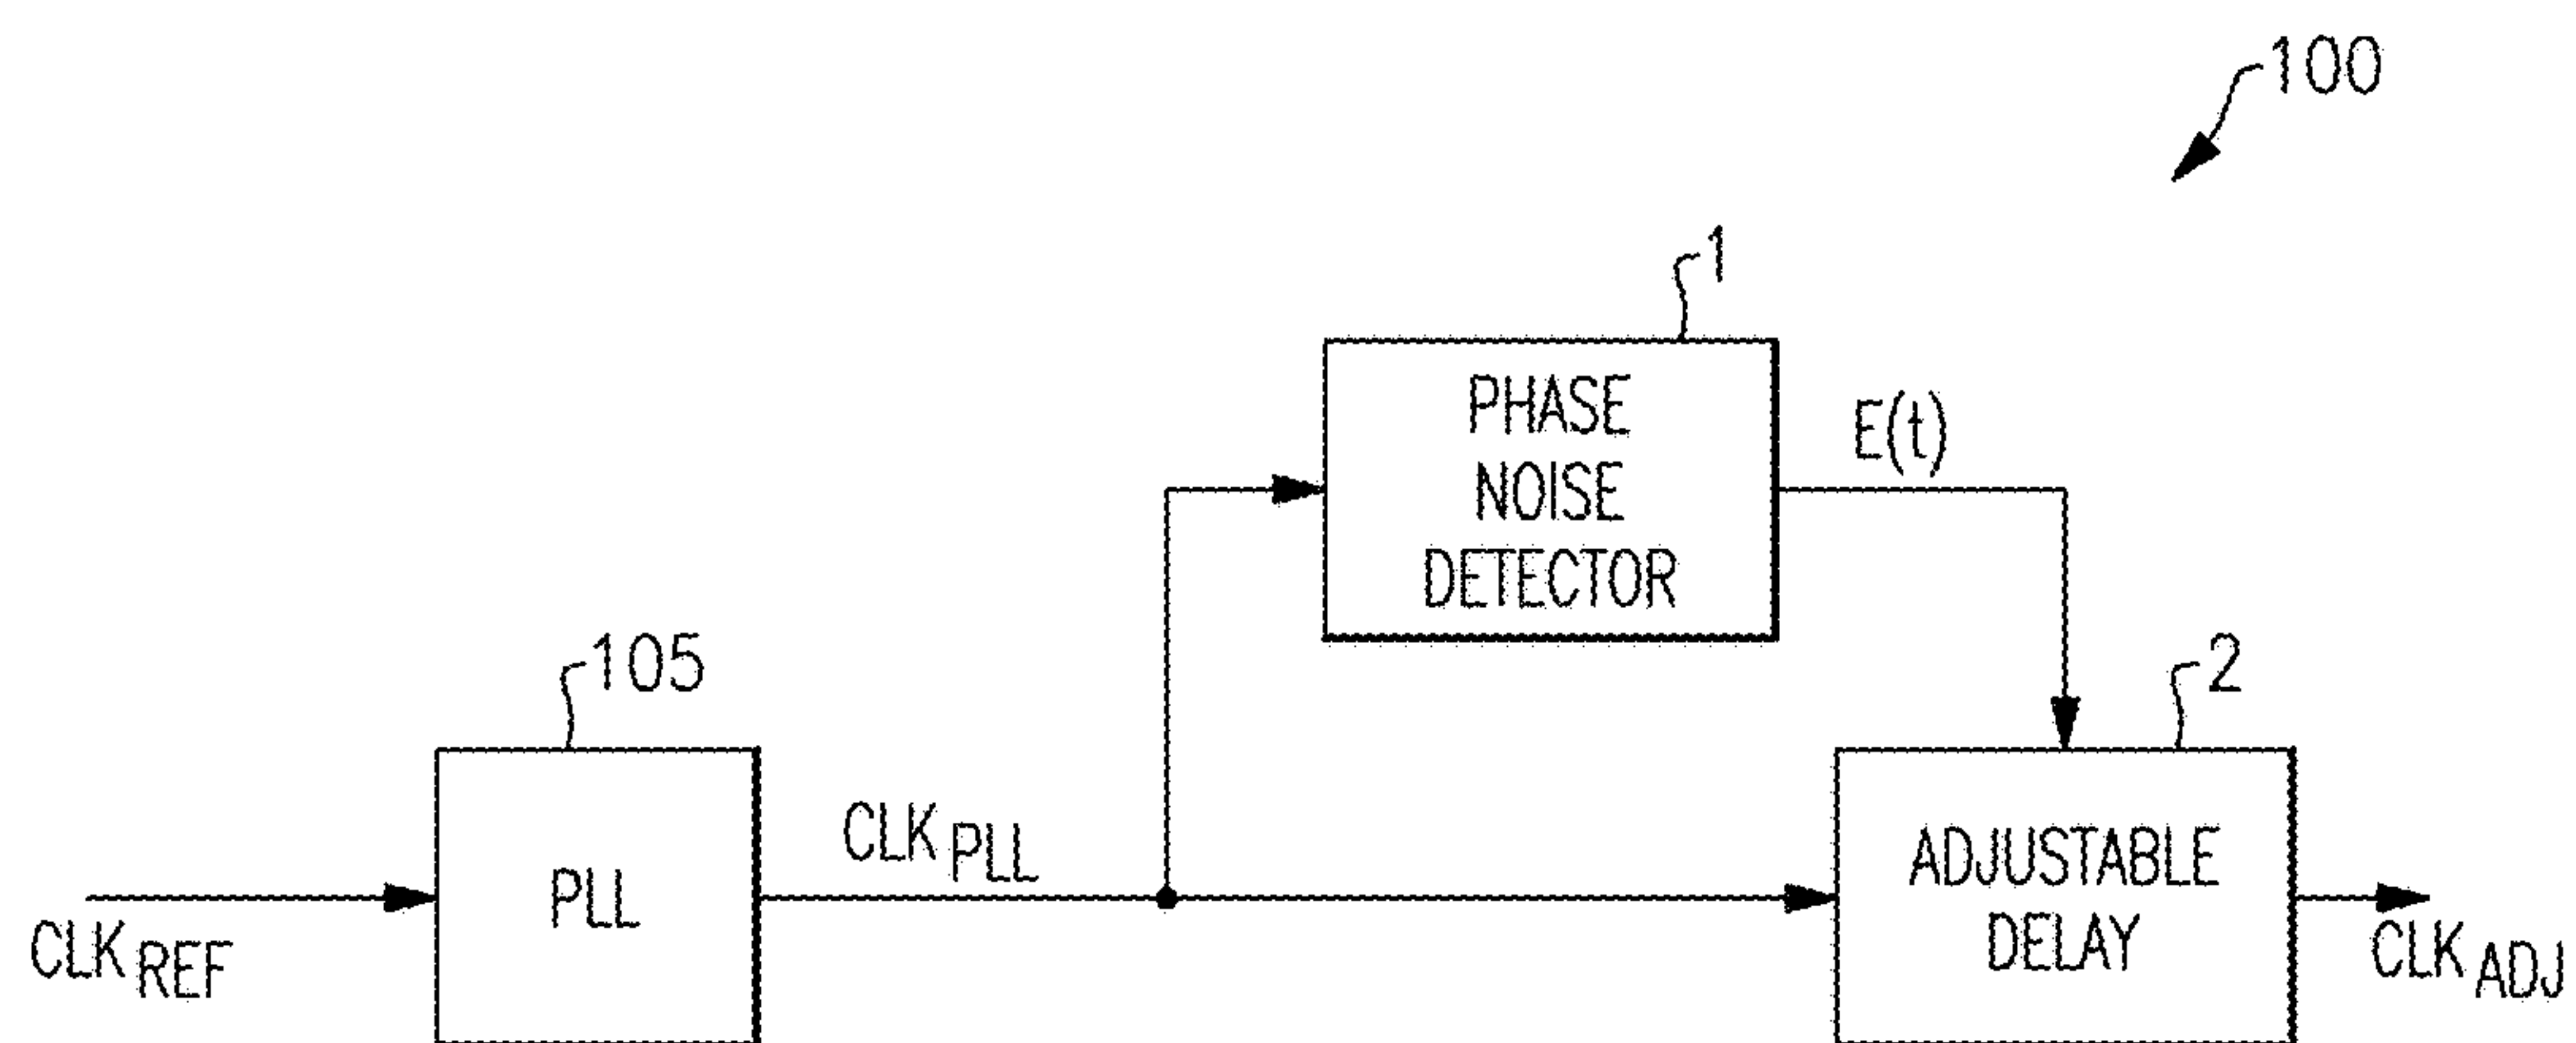 100
1
PHASE
NOISE
DETECTOR
E(t)
105
2
CLK PLL
PLL
ADJUSTABLE
DELAY
CLK REF
CLK ADJ